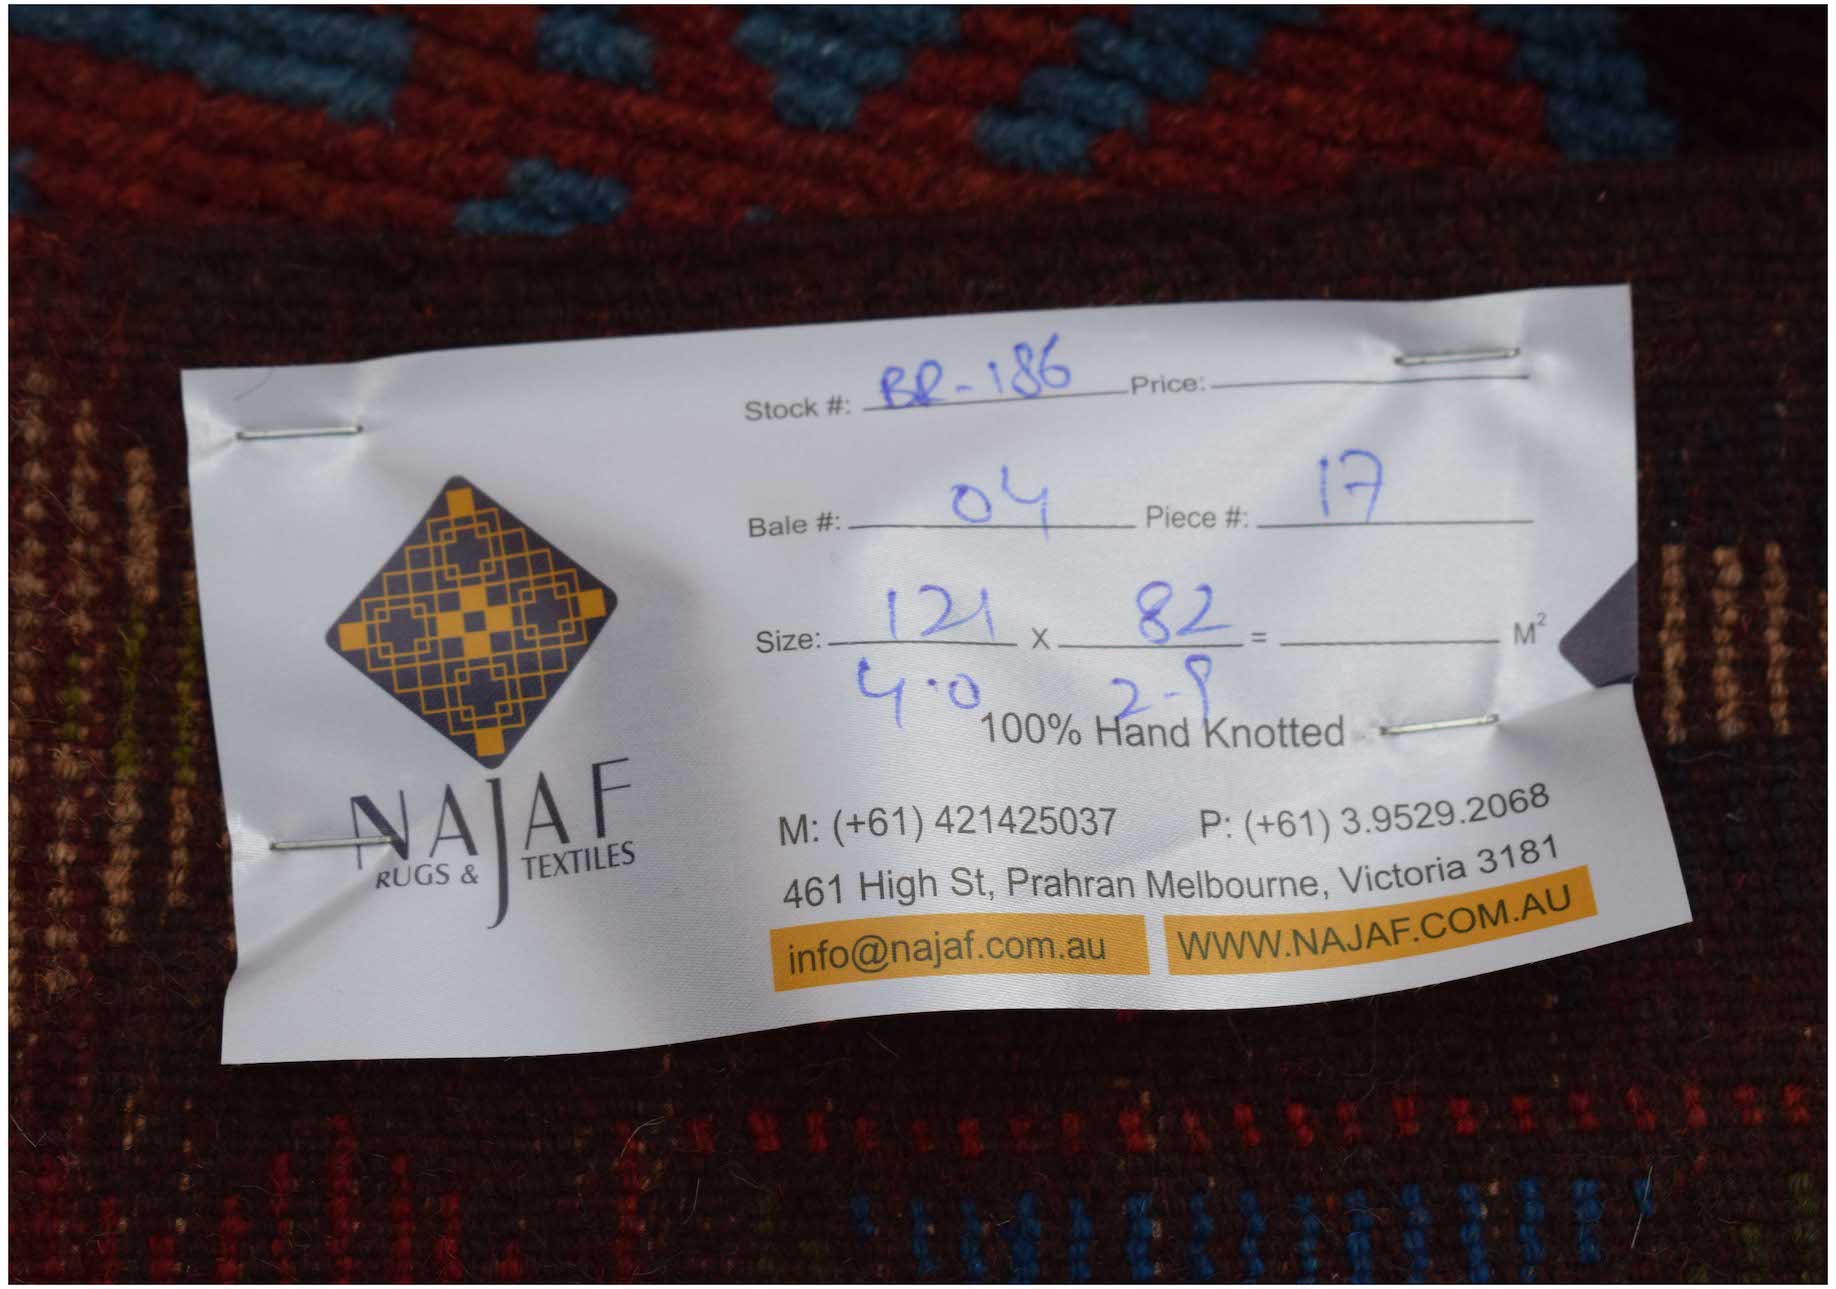 Stock #: BR-186 Price:
Bale #: 04 Piece #: 17
Size: 121 x 82 = M²
4.0 2-9
100% Hand Knotted
NAJAF
RUGS & TEXTILES
M: (+61) 421425037 P: (+61) 3.9529.2068
461 High St, Prahran Melbourne, Victoria 3181
info@najaf.com.au WWW.NAJAF.COM.AU